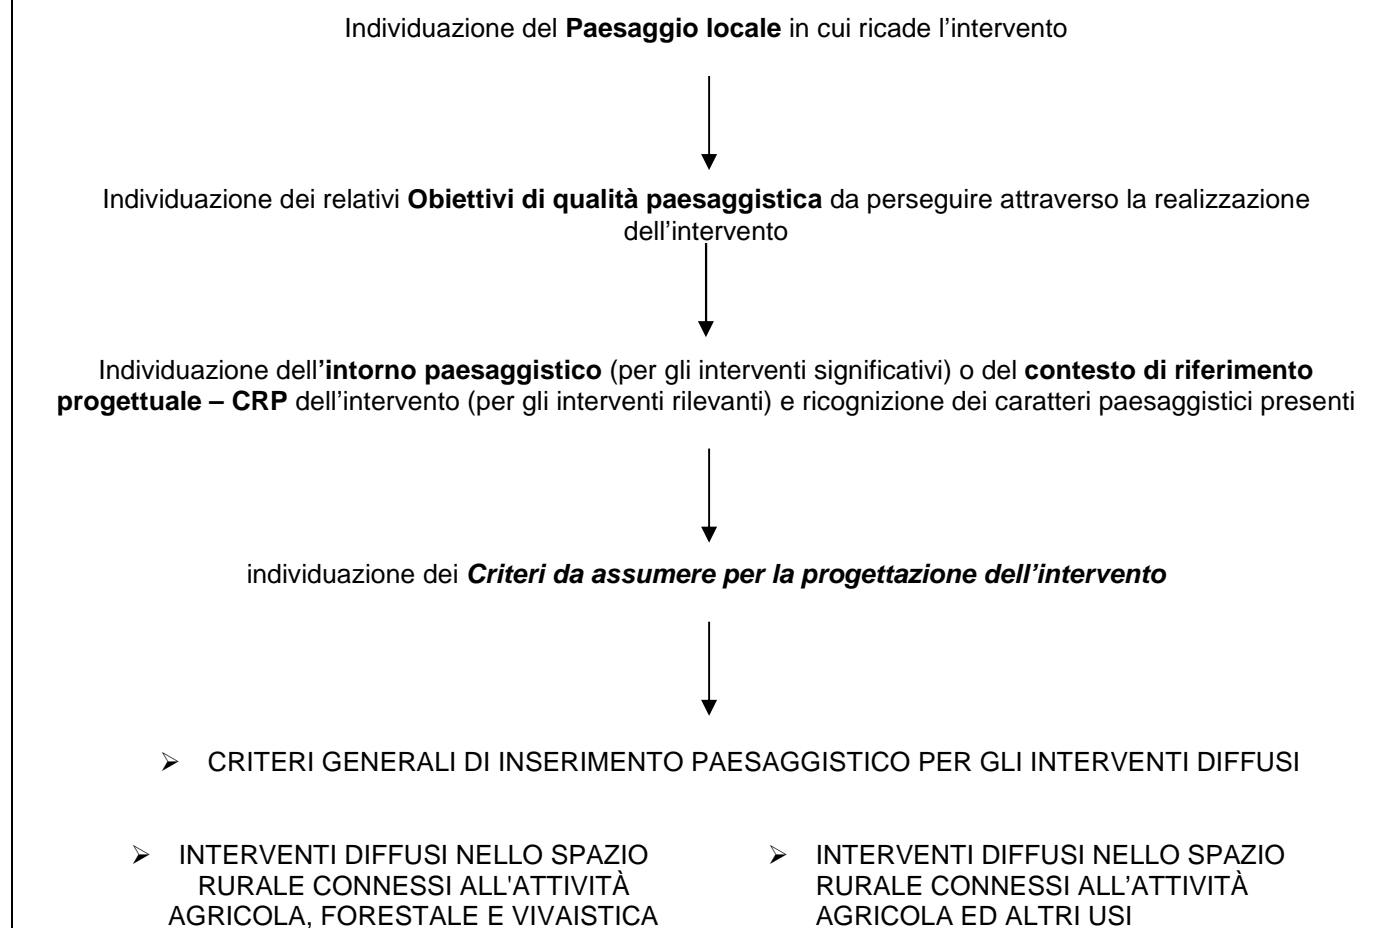 Individuazione del Paesaggio locale in cui ricade l’intervento
Individuazione dei relativi Obiettivi di qualità paesaggistica da perseguire attraverso la realizzazione
dell’intervento
Individuazione dell’intorno paesaggistico (per gli interventi significativi) o del contesto di riferimento
progettuale – CRP dell’intervento (per gli interventi rilevanti) e ricognizione dei caratteri paesaggistici presenti
individuazione dei Criteri da assumere per la progettazione dell’intervento
➢ CRITERI GENERALI DI INSERIMENTO PAESAGGISTICO PER GLI INTERVENTI DIFFUSI
➢ INTERVENTI DIFFUSI NELLO SPAZIO
RURALE CONNESSI ALL'ATTIVITÀ
AGRICOLA, FORESTALE E VIVAISTICA
➢ INTERVENTI DIFFUSI NELLO SPAZIO
RURALE CONNESSI ALL’ATTIVITÀ
AGRICOLA ED ALTRI USI